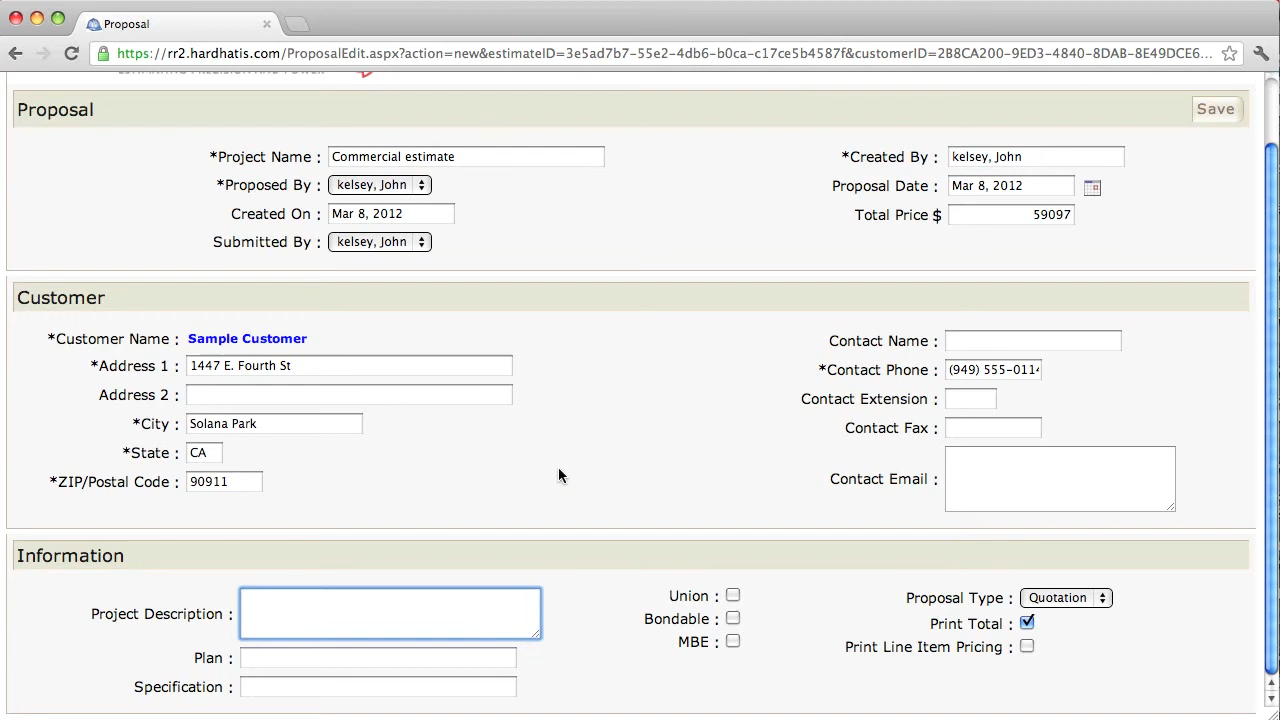 Proposal
https://rr2.hardhatis.com/ProposalEdit.aspx?action=new&estimateID=3e5ad7b7-55e2-4db6-b0ca-c17ce5b4587f&customerID=2B8CA200-9ED3-4840-8DAB-8E49DCE6...
Proposal Save
*Project Name : Commercial estimate *Created By : kelsey, John
*Proposed By : kelsey, John Proposal Date : Mar 8, 2012
Created On : Mar 8, 2012 Total Price $ 59097
Submitted By : kelsey, John
Customer
*Customer Name : Sample Customer Contact Name :
*Address 1 : 1447 E. Fourth St *Contact Phone : (949) 555-0114
Address 2 : Contact Extension :
*City : Solana Park Contact Fax :
*State : CA
*ZIP/Postal Code : 90911 Contact Email :
Information
Project Description : Union : Proposal Type : Quotation
Bondable : Print Total :
MBE : Print Line Item Pricing :
Plan :
Specification :